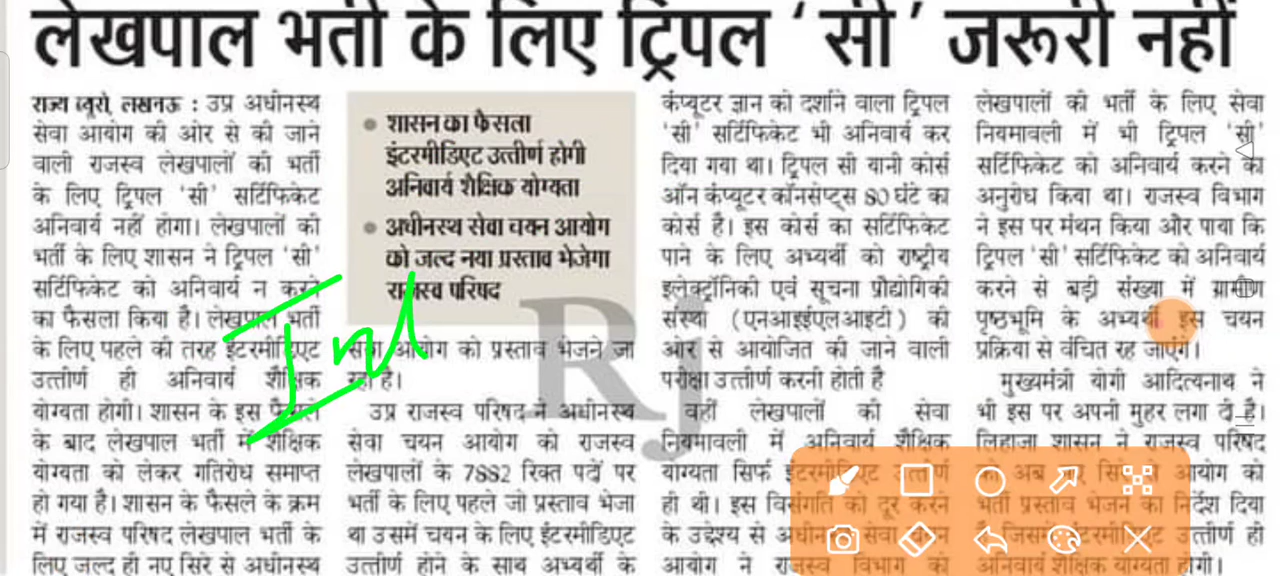 लेखपाल भर्ती के लिए ट्रिपल ‘सी’ जरूरी नहीं
राज्य ब्यूरो, लखनऊ : उप्र अधीनस्थ
सेवा आयोग की ओर से की जाने
वाली राजस्व लेखपालों की भर्ती
के लिए ट्रिपल ‘सी’ सर्टिफिकेट
अनिवार्य नहीं होगा। लेखपालों की
भर्ती के लिए शासन ने ट्रिपल ‘सी’
सर्टिफिकेट को अनिवार्य न करने
का फैसला किया है। लेखपाल भर्ती
के लिए पहले की तरह इंटरमीडिएट
उत्तीर्ण ही अनिवार्य शैक्षिक
योग्यता होगी। शासन के इस फैसले
के बाद लेखपाल भर्ती में शैक्षिक
योग्यता को लेकर गतिरोध समाप्त
हो गया है। शासन के फैसले के क्रम
में राजस्व परिषद लेखपाल भर्ती के
लिए जल्द ही नए सिरे से अधीनस्थ
● शासन का फैसला
इंटरमीडिएट उत्तीर्ण होगी
अनिवार्य शैक्षिक योग्यता
● अधीनस्थ सेवा चयन आयोग
को जल्द नया प्रस्ताव भेजेगा
राजस्व परिषद
सेवा आयोग को प्रस्ताव भेजने जा
रहा है।
उप्र राजस्व परिषद ने अधीनस्थ
सेवा चयन आयोग को राजस्व
लेखपालों के 7882 रिक्त पदों पर
भर्ती के लिए पहले जो प्रस्ताव भेजा
था उसमें चयन के लिए इंटरमीडिएट
उत्तीर्ण होने के साथ अभ्यर्थी के
कंप्यूटर ज्ञान को दर्शाने वाला ट्रिपल
‘सी’ सर्टिफिकेट भी अनिवार्य कर
दिया गया था। ट्रिपल सी यानी कोर्स
ऑन कंप्यूटर कॉनसेप्ट्स 80 घंटे का
कोर्स है। इस कोर्स का सर्टिफिकेट
पाने के लिए अभ्यर्थी को राष्ट्रीय
इलेक्ट्रॉनिकी एवं सूचना प्रौद्योगिकी
संस्था (एनआइईएलआइटी) की
ओर से आयोजित की जाने वाली
परीक्षा उत्तीर्ण करनी होती है
वहीं लेखपालों की सेवा
नियमावली में अनिवार्य शैक्षिक
योग्यता सिर्फ इंटरमीडिएट उत्तीर्ण
ही थी। इस विसंगति को दूर करने
के उद्देश्य से अधीनस्थ सेवा चयन
आयोग ने राजस्व विभाग को
लेखपालों की भर्ती के लिए सेवा
नियमावली में भी ट्रिपल ‘सी’
सर्टिफिकेट को अनिवार्य करने का
अनुरोध किया था। राजस्व विभाग
ने इस पर मंथन किया और पाया कि
ट्रिपल ‘सी’ सर्टिफिकेट को अनिवार्य
करने से बड़ी संख्या में ग्रामीण
पृष्ठभूमि के अभ्यर्थी इस चयन
प्रक्रिया से वंचित रह जाएंगे।
मुख्यमंत्री योगी आदित्यनाथ ने
भी इस पर अपनी मुहर लगा दी है।
लिहाजा शासन ने राजस्व परिषद
को अब सिरे आयोग को
भर्ती प्रस्ताव भेजने का निर्देश दिया
है जिसमें इंटरमीडिएट उत्तीर्ण ही
अनिवार्य शैक्षिक योग्यता होगी।
Rj